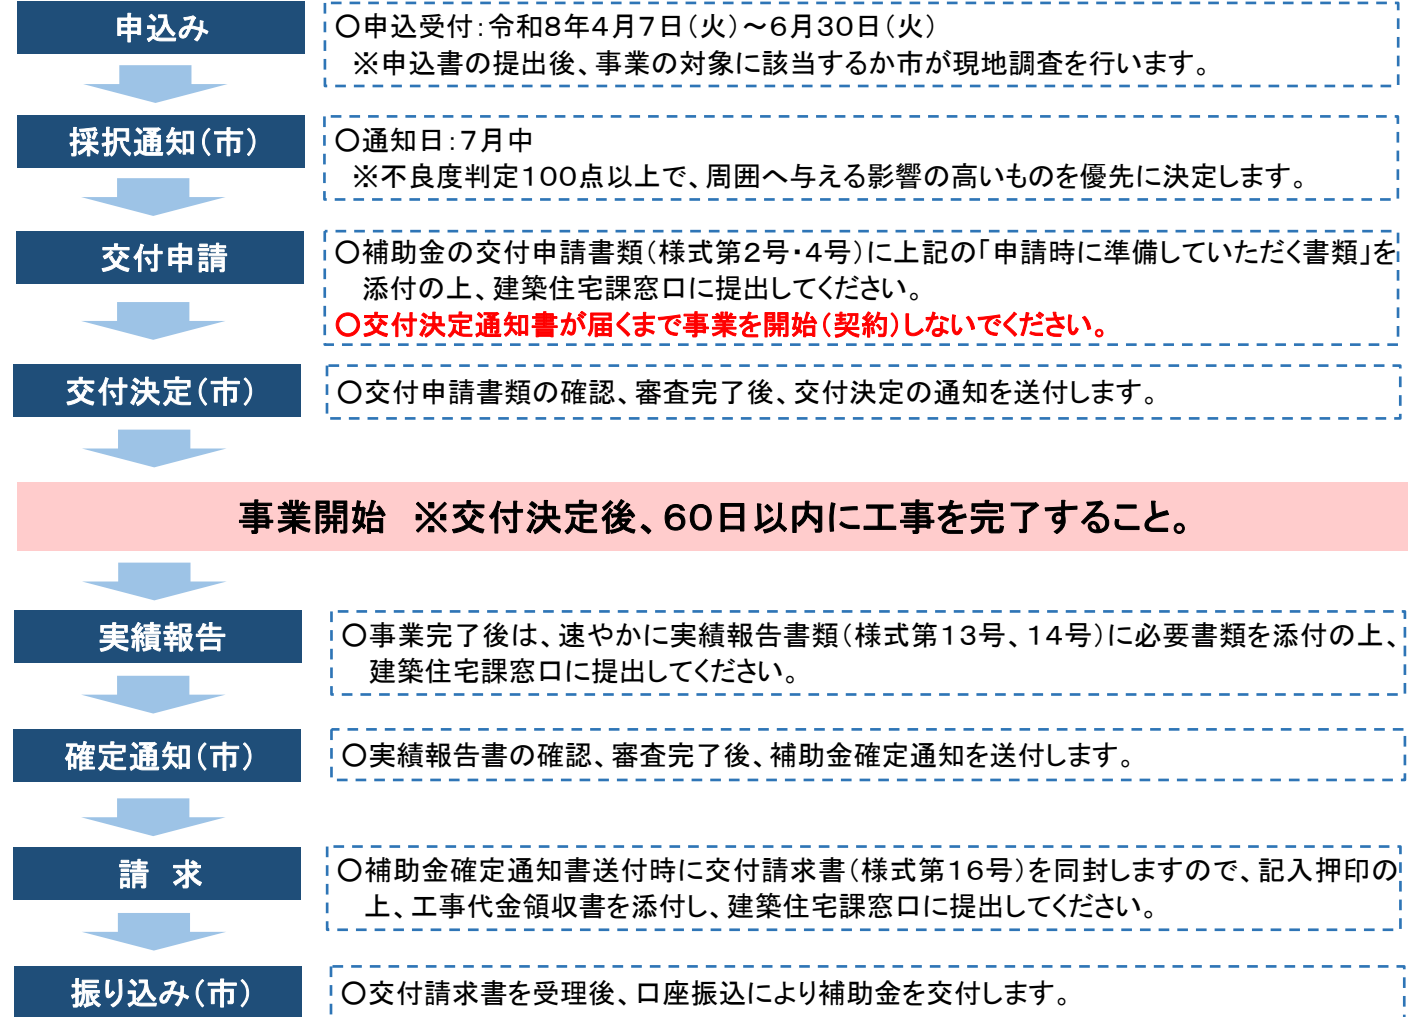 申込み
〇申込受付：令和8年4月7日（火）～6月30日（火）
※申込書の提出後、事業の対象に該当するか市が現地調査を行います。
採択通知（市）
〇通知日：7月中
※不良度判定100点以上で、周囲へ与える影響の高いものを優先に決定します。
交付申請
〇補助金の交付申請書類（様式第2号・4号）に上記の「申請時に準備していただく書類」を
添付の上、建築住宅課窓口に提出してください。
〇交付決定通知書が届くまで事業を開始（契約）しないでください。
交付決定（市）
〇交付申請書類の確認、審査完了後、交付決定の通知を送付します。
事業開始　※交付決定後、60日以内に工事を完了すること。
実績報告
〇事業完了後は、速やかに実績報告書類（様式第13号、14号）に必要書類を添付の上、
建築住宅課窓口に提出してください。
確定通知（市）
〇実績報告書の確認、審査完了後、補助金確定通知を送付します。
請　求
〇補助金確定通知書送付時に交付請求書（様式第16号）を同封しますので、記入押印の
上、工事代金領収書を添付し、建築住宅課窓口に提出してください。
振り込み（市）
〇交付請求書を受理後、口座振込により補助金を交付します。